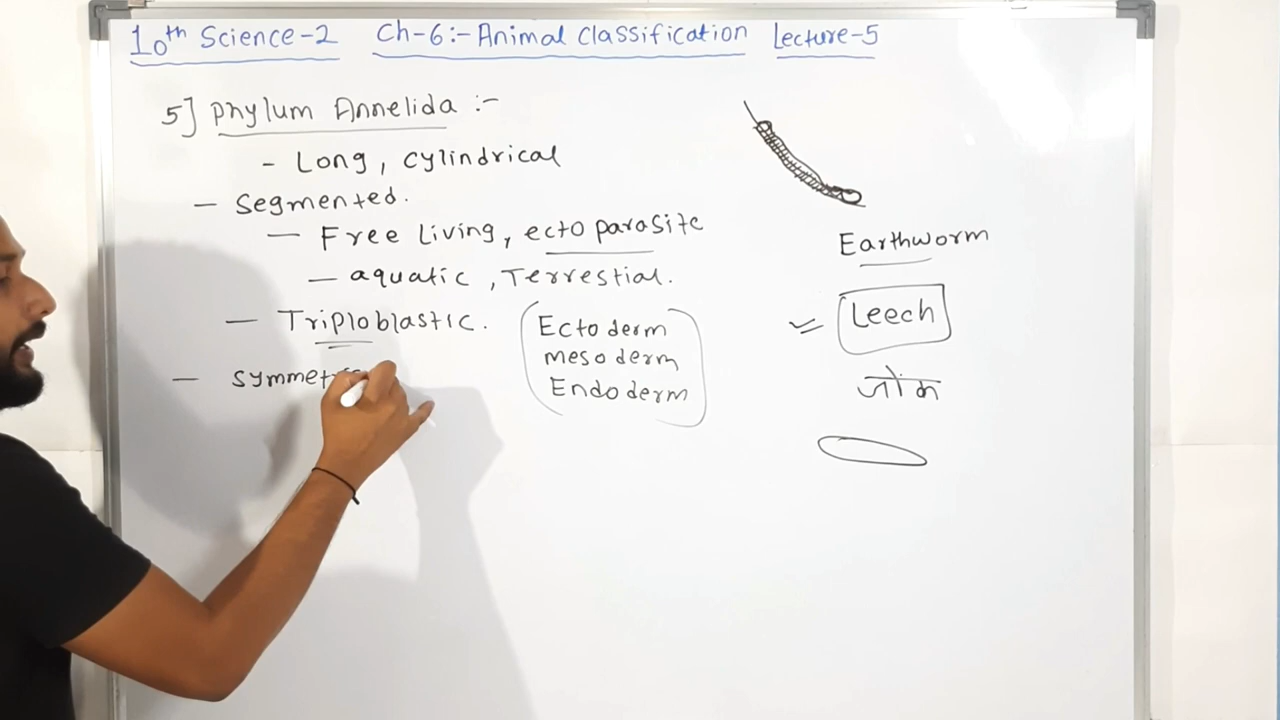 10th Science-2 Ch-6:- Animal Classification Lecture-5
5] Phylum Annelida :-
- Long, cylindrical
- Segmented.
- Free Living, ecto parasite
- aquatic, Terrestial.
- Triploblastic.
Ecto derm
meso derm
Endo derm
- Symmet
Earthworm
Leech
जोंक